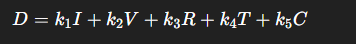 D = k₁I + k₂V + k₃R + k₄T + k₅C